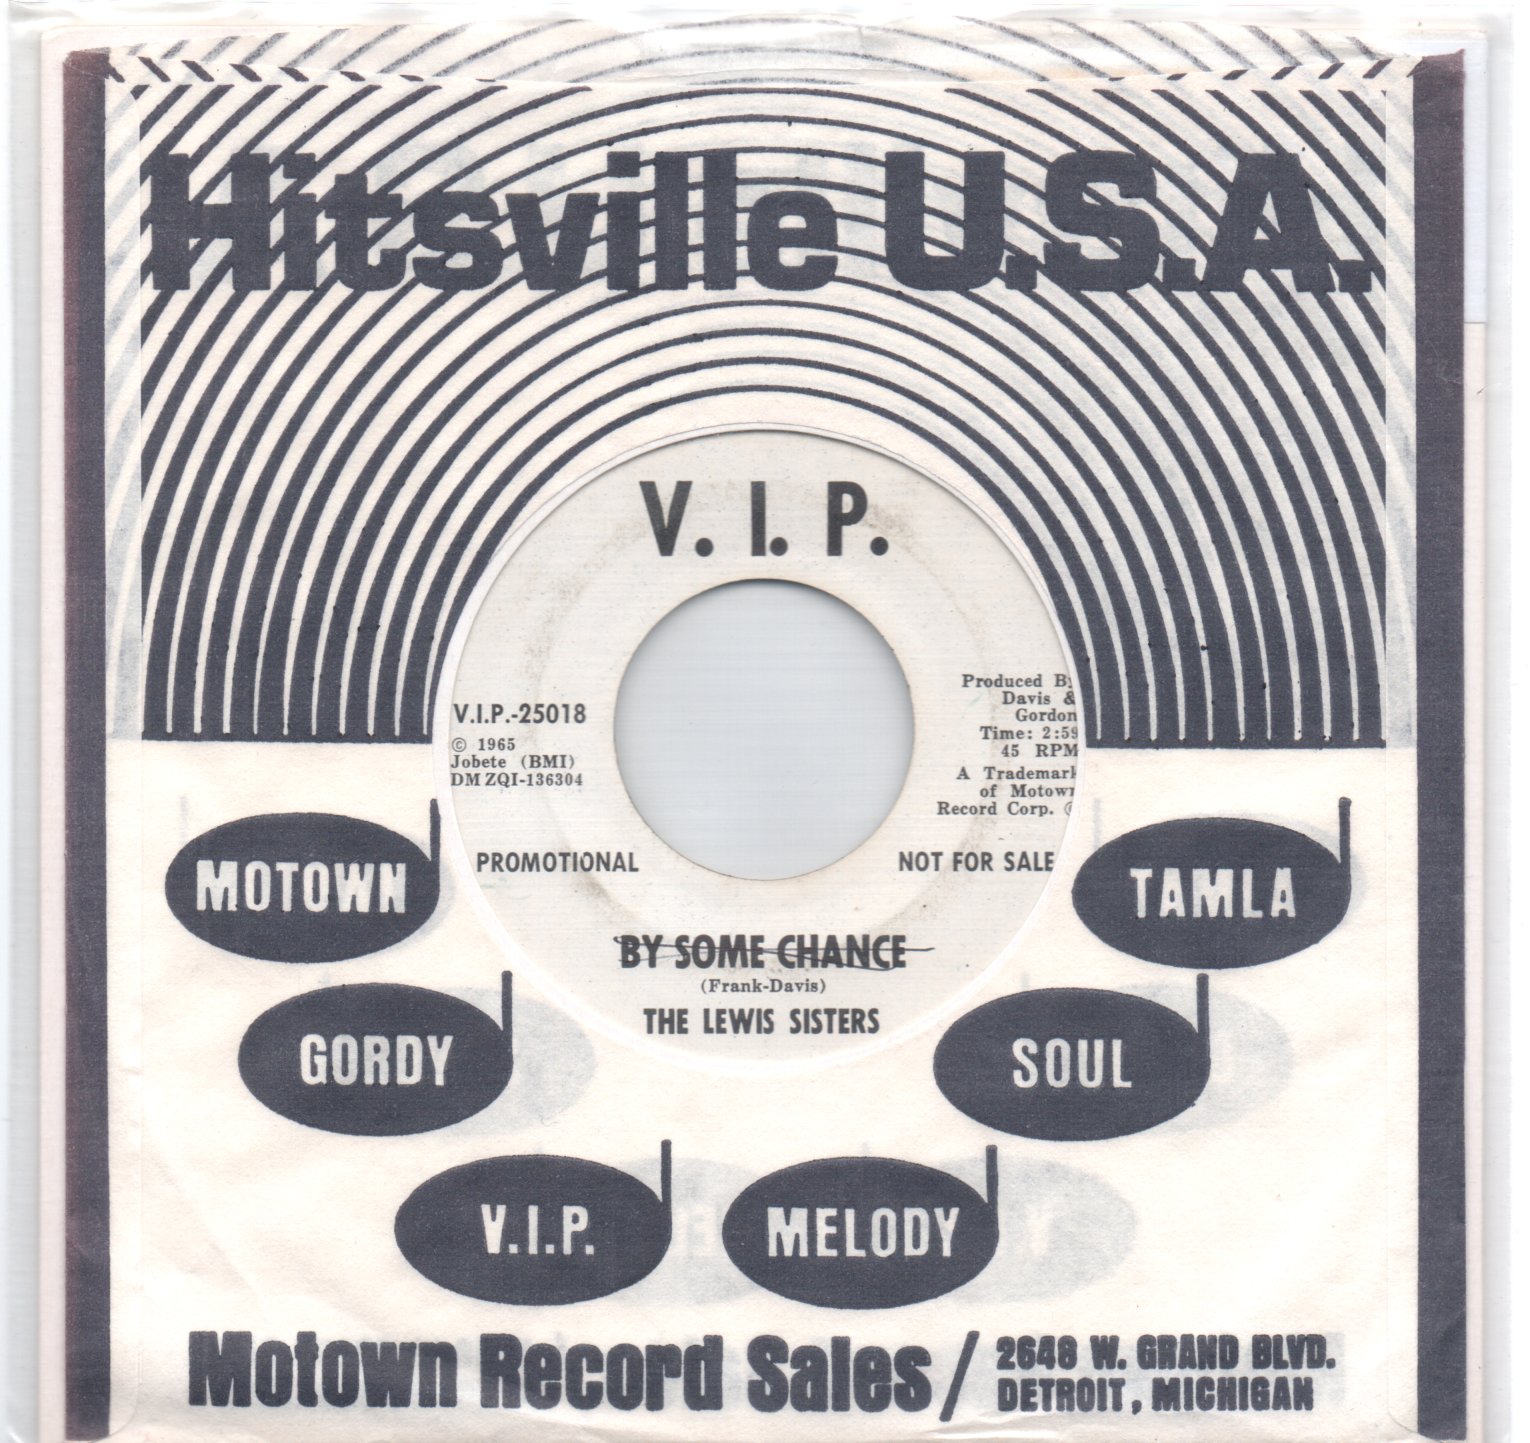 Hitsville U.S.A.
V. I. P.
V.I.P.-25018
© 1965
Jobete (BMI)
DM ZQI-136304
Produced By
Davis &
Gordon
Time: 2:59
45 RPM
A Trademark
of Motown
Record Corp. ©
PROMOTIONAL
NOT FOR SALE
BY SOME CHANCE
(Frank-Davis)
THE LEWIS SISTERS
MOTOWN
TAMLA
GORDY
SOUL
V.I.P.
MELODY
Motown Record Sales / 2648 W. GRAND BLVD.
DETROIT, MICHIGAN